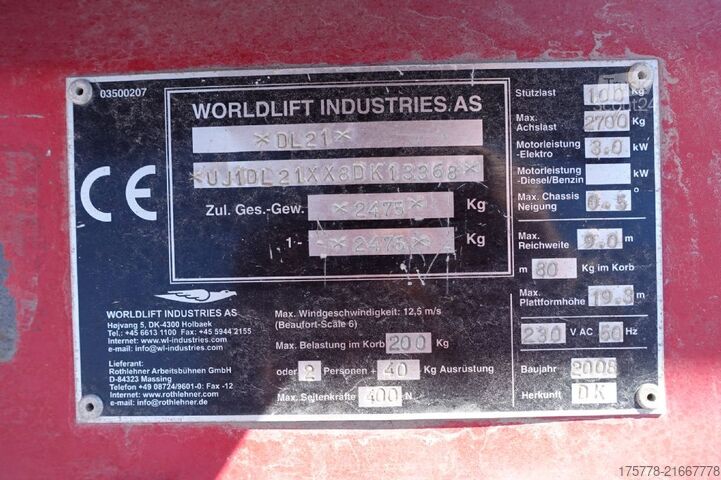 03500207
WORLDLIFT INDUSTRIES.AS
*DL21*
*UJ1DL21XX8DK13968*
Zul. Ges.-Gew. *2475* Kg
1- *2475* Kg
CE
WORLDLIFT INDUSTRIES AS
Højvang 5, DK-4300 Holbaek
Tel.: +45 6613 1100 Fax: +45 5944 2155
Internet: www.wl-industries.com
e-mail: info@wl-industries.com
Lieferant:
Rothlehner Arbeitsbühnen GmbH
D-84323 Massing
Telefon +49 08724/9601-0: Fax -12
Internet: www.rothlehner.com
e-mail: info@rothlehner.de
Max. Windgeschwindigkeit: 12,5 m/s
(Beaufort-Scale 6)
Max. Belastung im Korb 200 Kg
oder 2 Personen + 40 Kg Ausrüstung
Max. Seitenkräfte 400 N
Stützlast 100 Kg
Max.
Achslast 2700 Kg
Motorleistung
-Elektro 3.0 kW
Motorleistung
-Diesel/Benzin kW
Max. Chassis
Neigung 0.5 °
Max.
Reichweite 9.0 m
m 80 Kg im Korb
Max.
Plattformhöhe 19.3 m
230 V AC 50 Hz
Baujahr 2008
Herkunft DK
175778-21667778